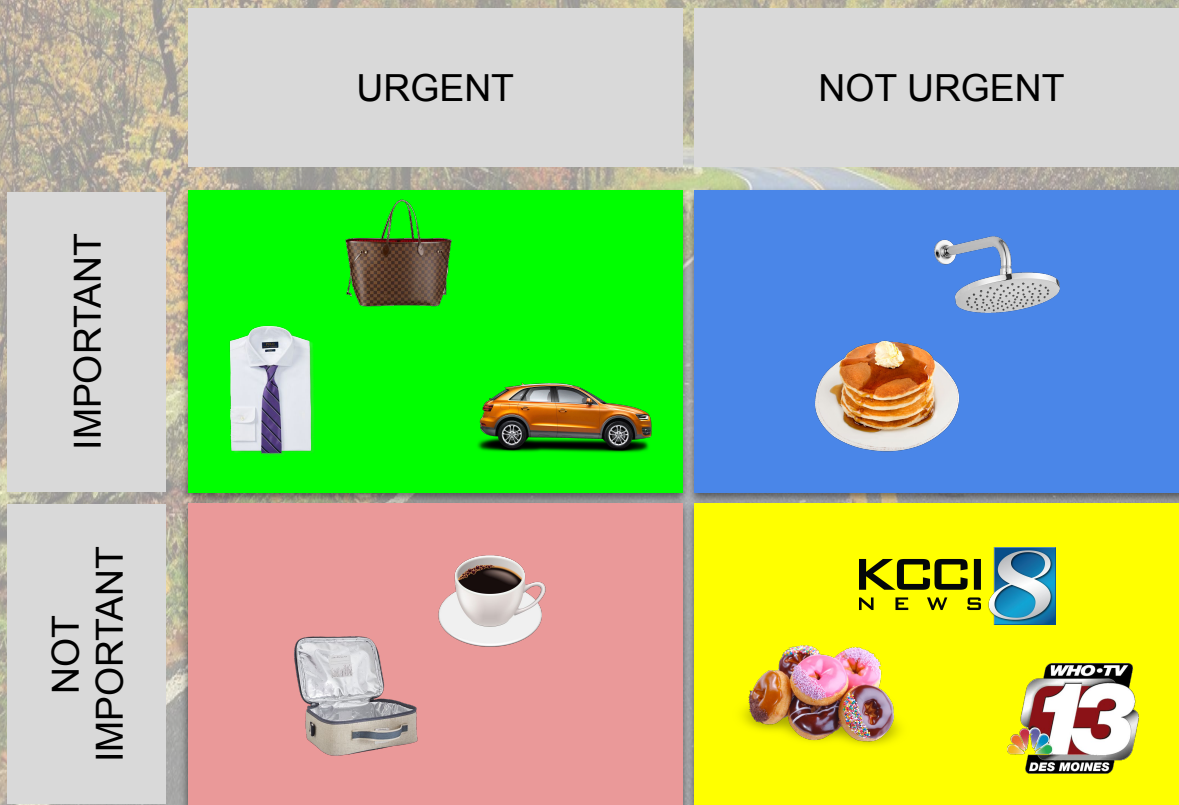 URGENT
NOT URGENT
IMPORTANT
KCCI
NEWS
8
NOT
IMPORTANT
WHO•TV
13
DES MOINES